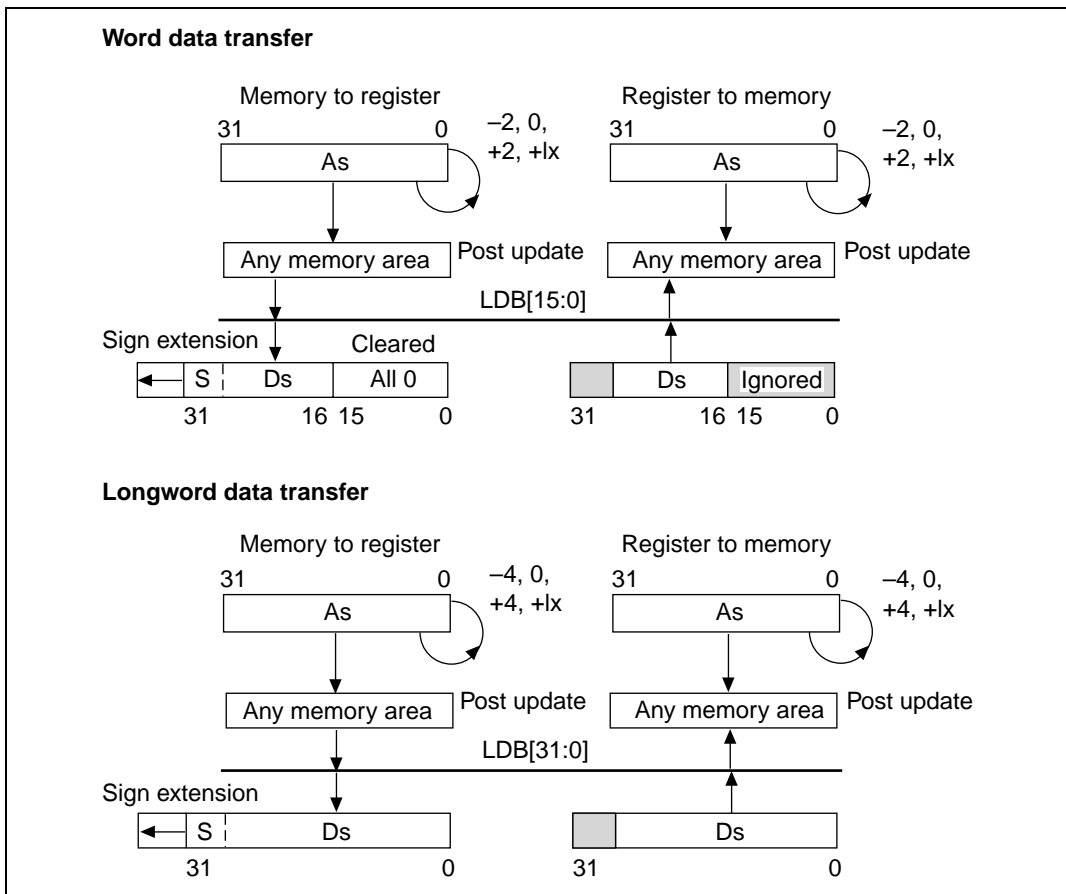 Word data transfer
Memory to register Register to memory
31 0 –2, 0, 31 0 –2, 0,
+2, +Ix +2, +Ix
As As
Any memory area Post update Any memory area Post update
LDB[15:0]
Sign extension Cleared
S Ds All 0 Ds Ignored
31 16 15 0 31 16 15 0
Longword data transfer
Memory to register Register to memory
31 0 –4, 0, 31 0 –4, 0,
+4, +Ix +4, +Ix
As As
Any memory area Post update Any memory area Post update
LDB[31:0]
Sign extension
S Ds Ds
31 0 31 0